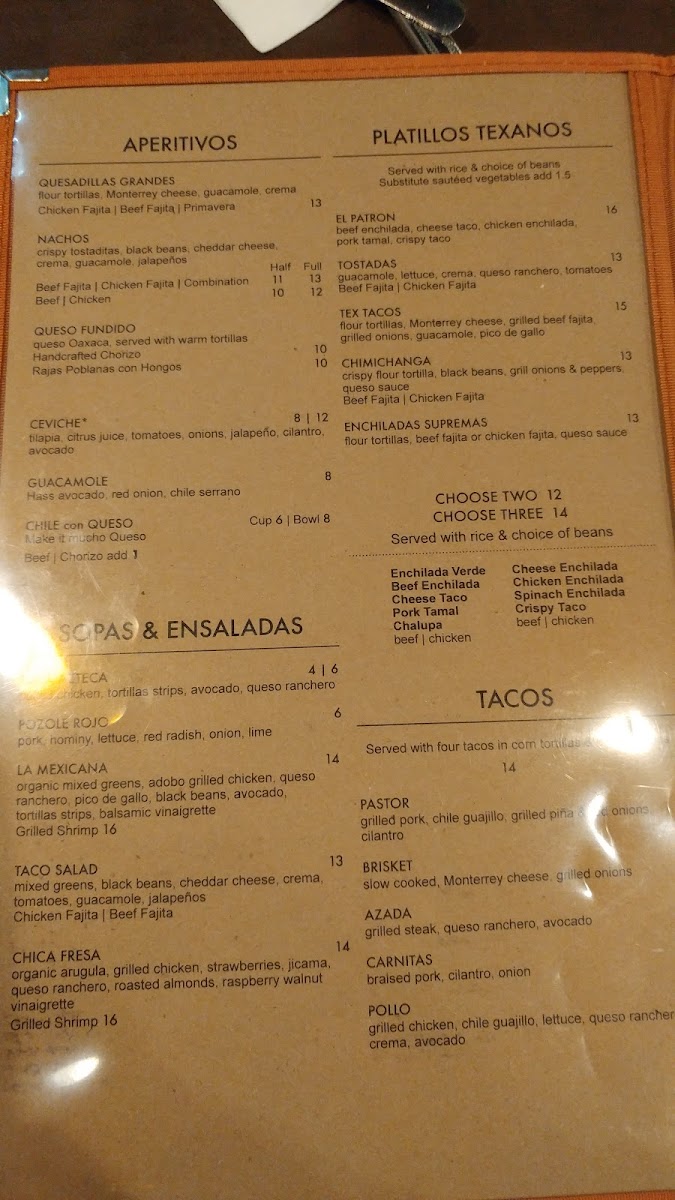 APERITIVOS
QUESADILLAS GRANDES
flour tortillas, Monterrey cheese, guacamole, crema
Chicken Fajita | Beef Fajita | Primavera 13
NACHOS
crispy tostaditas, black beans, cheddar cheese,
crema, guacamole, jalapeños
Half Full
Beef Fajita | Chicken Fajita | Combination 11 13
Beef | Chicken 10 12
QUESO FUNDIDO
queso Oaxaca, served with warm tortillas
Handcrafted Chorizo 10
Rajas Poblanas con Hongos 10
CEVICHE* 8 | 12
tilapia, citrus juice, tomatoes, onions, jalapeño, cilantro,
avocado
GUACAMOLE 8
Hass avocado, red onion, chile serrano
CHILE con QUESO Cup 6 | Bowl 8
Make it mucho Queso
Beef | Chorizo add 1
SOPAS & ENSALADAS
4 | 6
chicken, tortillas strips, avocado, queso ranchero
POZOLE ROJO 6
pork, hominy, lettuce, red radish, onion, lime
LA MEXICANA 14
organic mixed greens, adobo grilled chicken, queso
ranchero, pico de gallo, black beans, avocado,
tortillas strips, balsamic vinaigrette
Grilled Shrimp 16
TACO SALAD 13
mixed greens, black beans, cheddar cheese, crema,
tomatoes, guacamole, jalapeños
Chicken Fajita | Beef Fajita
CHICA FRESA 14
organic arugula, grilled chicken, strawberries, jicama,
queso ranchero, roasted almonds, raspberry walnut
vinaigrette
Grilled Shrimp 16
PLATILLOS TEXANOS
Served with rice & choice of beans
Substitute sautéed vegetables add 1.5
EL PATRON 16
beef enchilada, cheese taco, chicken enchilada,
pork tamal, crispy taco
TOSTADAS 13
guacamole, lettuce, crema, queso ranchero, tomatoes
Beef Fajita | Chicken Fajita
TEX TACOS 15
flour tortillas, Monterrey cheese, grilled beef fajita,
grilled onions, guacamole, pico de gallo
CHIMICHANGA 13
crispy flour tortilla, black beans, grill onions & peppers,
queso sauce
Beef Fajita | Chicken Fajita
ENCHILADAS SUPREMAS 13
flour tortillas, beef fajita or chicken fajita, queso sauce
CHOOSE TWO 12
CHOOSE THREE 14
Served with rice & choice of beans
Enchilada Verde
Beef Enchilada
Cheese Taco
Pork Tamal
Chalupa
beef | chicken
Cheese Enchilada
Chicken Enchilada
Spinach Enchilada
Crispy Taco
beef | chicken
TACOS
Served with four tacos in corn tortillas
14
PASTOR
grilled pork, chile guajillo, grilled piña & onions,
cilantro
BRISKET
slow cooked, Monterrey cheese, grilled onions
AZADA
grilled steak, queso ranchero, avocado
CARNITAS
braised pork, cilantro, onion
POLLO
grilled chicken, chile guajillo, lettuce, queso rancher
crema, avocado